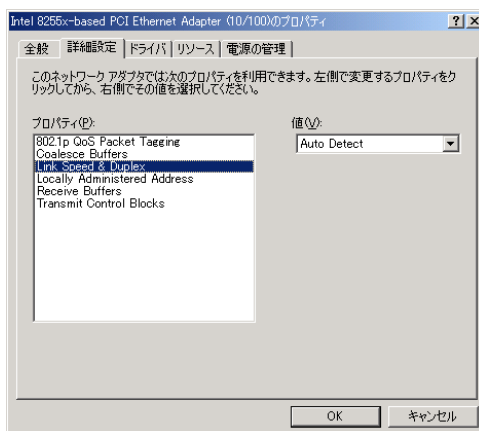 Intel 8255x-based PCI Ethernet Adapter (10/100)のプロパティ
全般 詳細設定 ドライバ リソース 電源の管理
このネットワーク アダプタでは次のプロパティを利用できます。左側で変更するプロパティをク
リックしてから、右側でその値を選択してください。
プロパティ(P): 値(V):
802.1p QoS Packet Tagging Auto Detect
Coalesce Buffers
Link Speed & Duplex
Locally Administered Address
Receive Buffers
Transmit Control Blocks
OK キャンセル